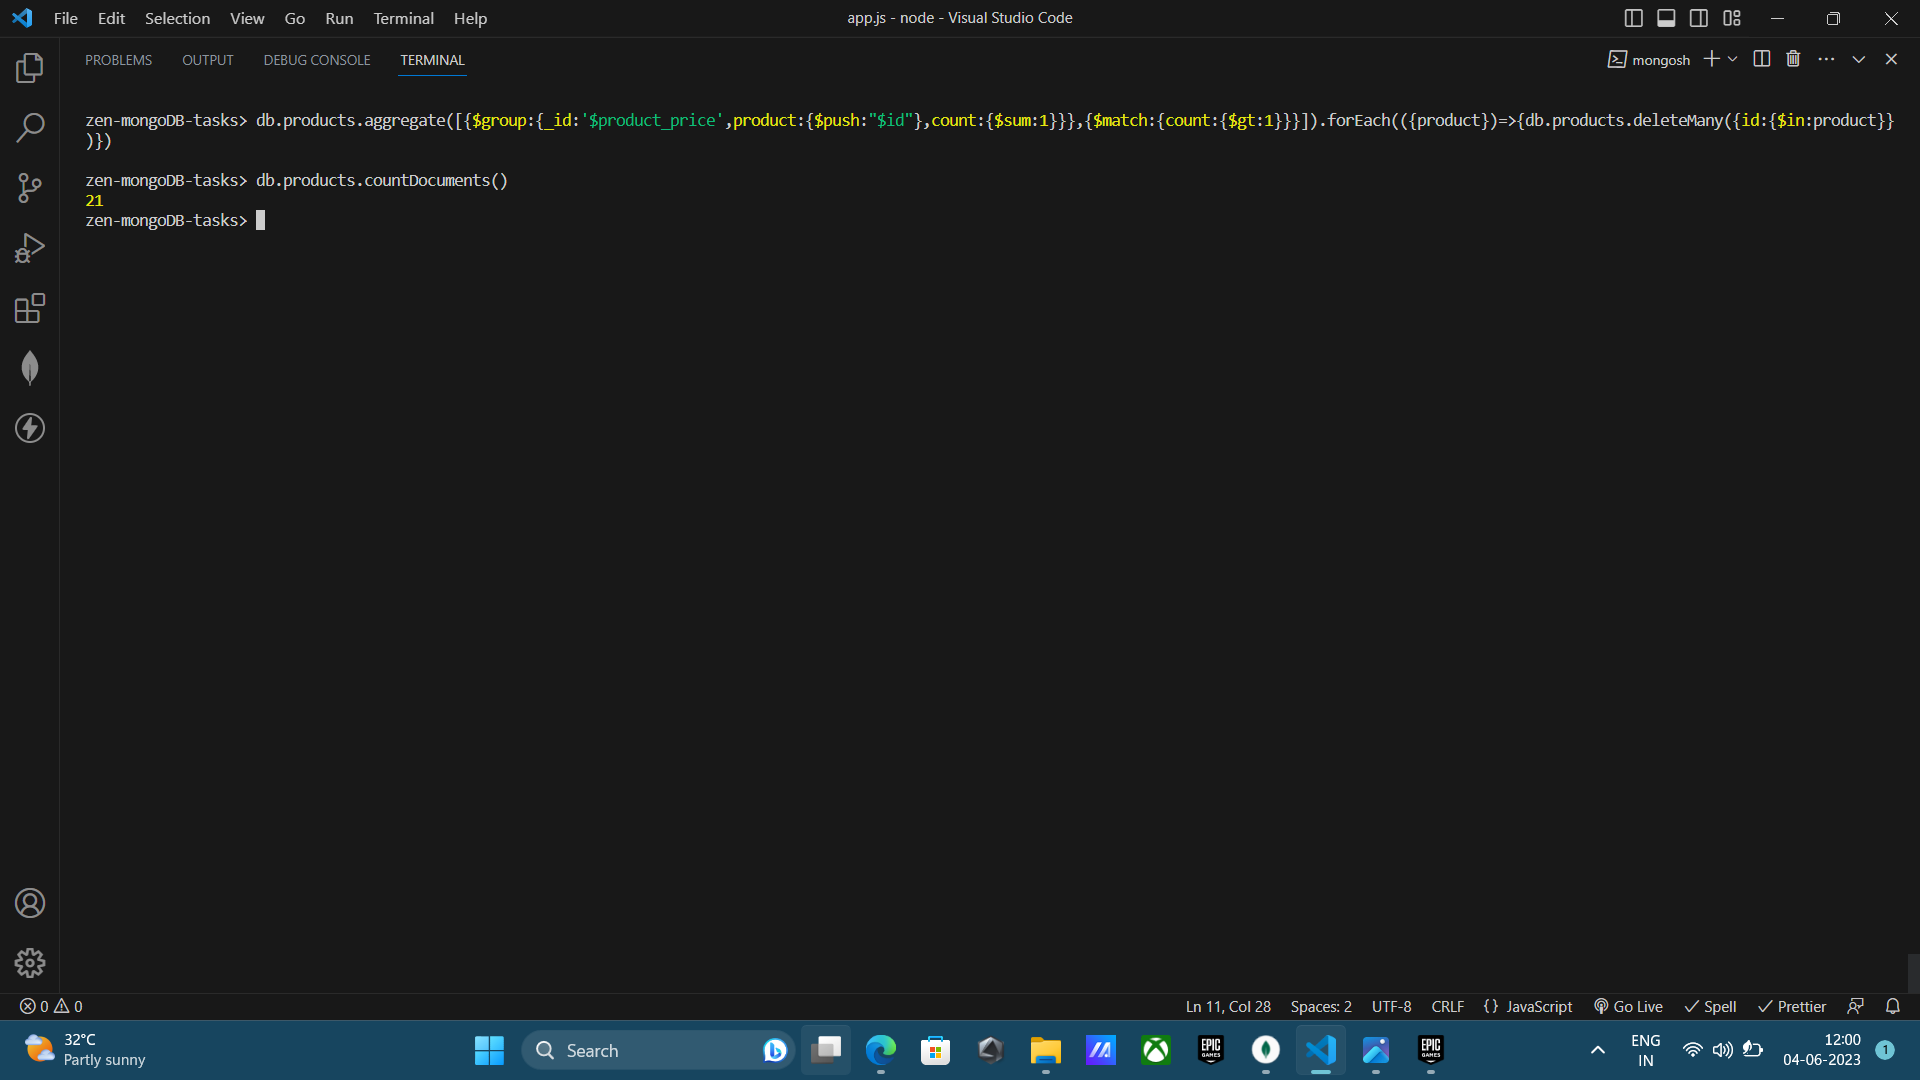 File Edit Selection View Go Run Terminal Help
app.js - node - Visual Studio Code
PROBLEMS OUTPUT DEBUG CONSOLE TERMINAL
mongosh
zen-mongoDB-tasks> db.products.aggregate([{$group:{_id:'$product_price',product:{$push:"$id"},count:{$sum:1}}},{$match:{count:{$gt:1}}}]).forEach(({product})=>{db.products.deleteMany({id:{$in:product}}
)})
zen-mongoDB-tasks> db.products.countDocuments()
21
zen-mongoDB-tasks>
0 0
Ln 11, Col 28 Spaces: 2 UTF-8 CRLF {} JavaScript Go Live Spell Prettier
32°C
Partly sunny
Search
EPIC
GAMES
EPIC
GAMES
ENG
IN
12:00
04-06-2023
1